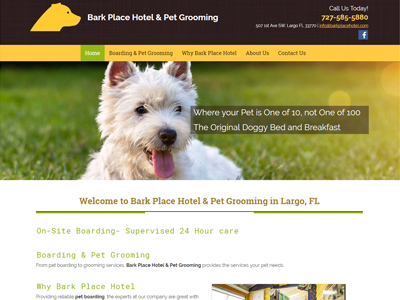 Bark Place Hotel & Pet Grooming
Call Us Today!
727-585-5880
507 1st Ave SW. Largo FL, 33770 | info@barkplacehotel.com
Home Boarding & Pet Grooming Why Bark Place Hotel About Us Contact Us
Where your Pet is One of 10, not One of 100
The Original Doggy Bed and Breakfast
Welcome to Bark Place Hotel & Pet Grooming in Largo, FL
On-Site Boarding- Supervised 24 Hour care
Boarding & Pet Grooming
From pet boarding to grooming services, Bark Place Hotel & Pet Grooming provides the services your pet needs.
Why Bark Place Hotel
Providing reliable pet boarding, the experts at our company are great with